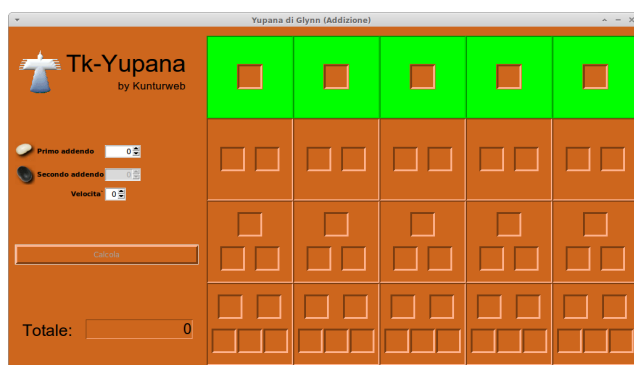 Yupana di Glynn (Addizione)
Tk-Yupana
by Kunturweb
Primo addendo 0
Secondo addendo 0
Velocita` 0
Calcola
Totale: 0